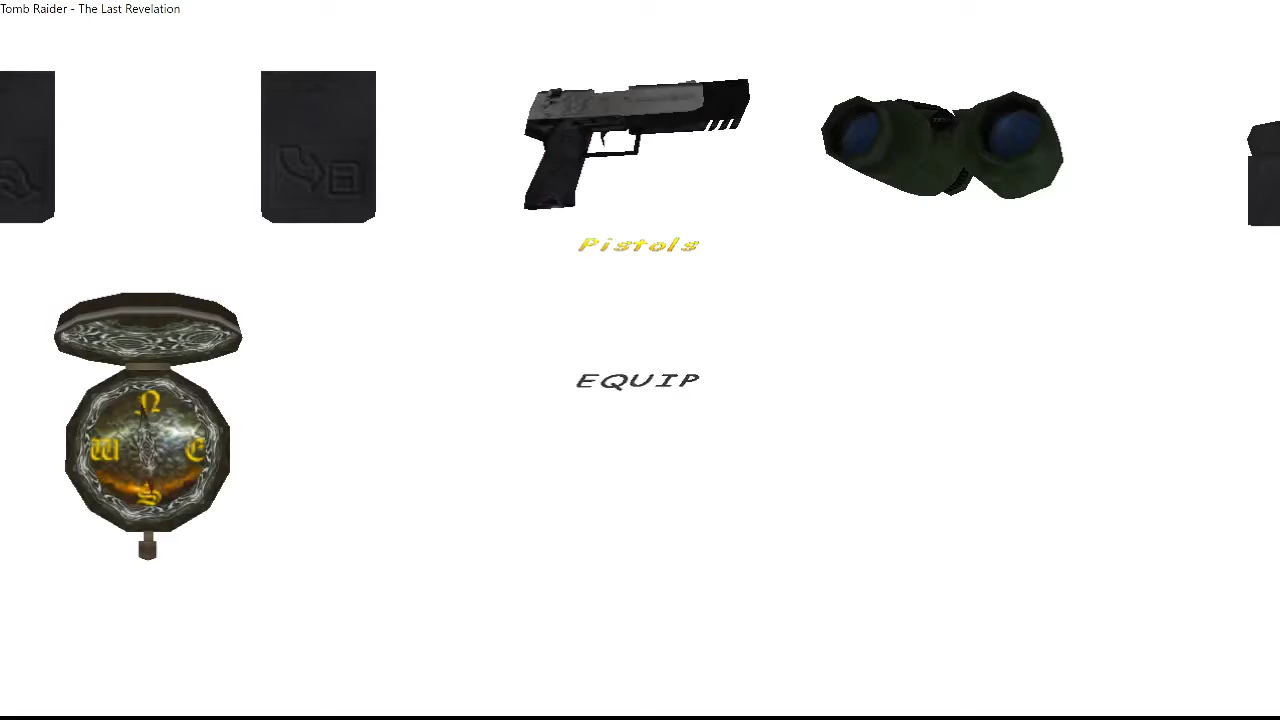 Tomb Raider - The Last Revelation
Pistols
EQUIP
N
W E
S